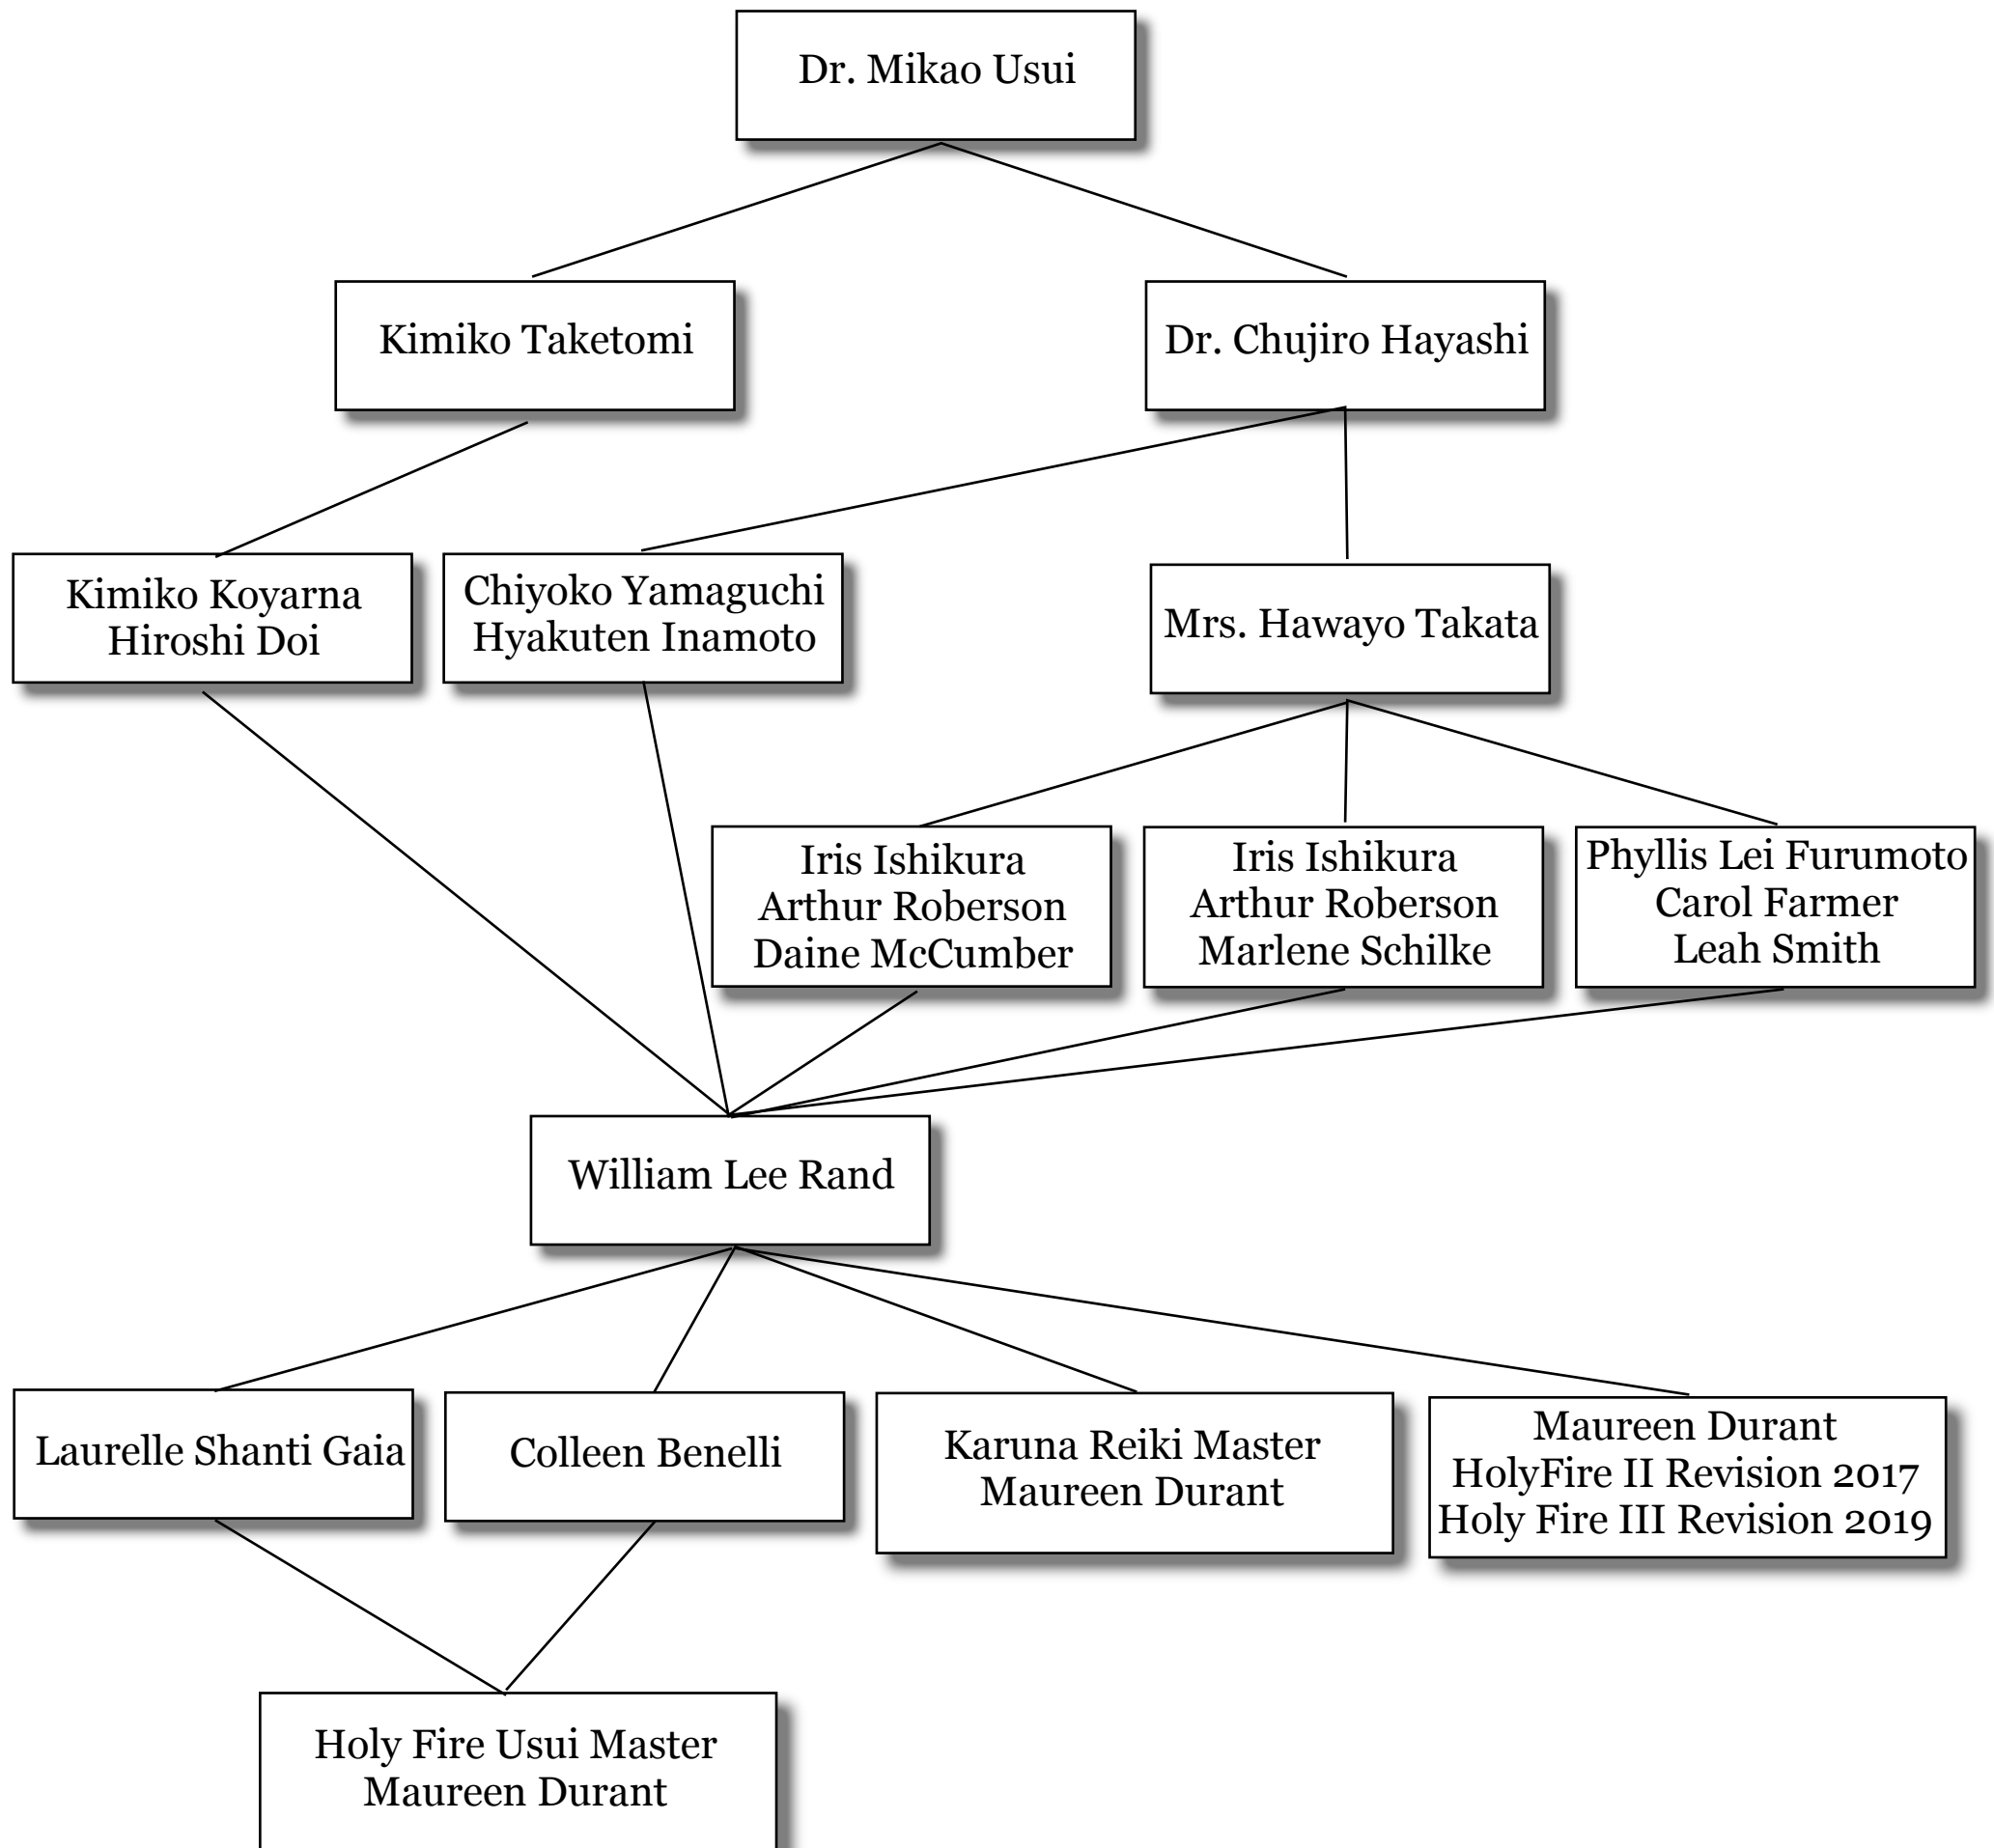 Dr. Mikao Usui
Kimiko Taketomi
Dr. Chujiro Hayashi
Kimiko Koyarna
Hiroshi Doi
Chiyoko Yamaguchi
Hyakuten Inamoto
Mrs. Hawayo Takata
Iris Ishikura
Arthur Roberson
Daine McCumber
Iris Ishikura
Arthur Roberson
Marlene Schilke
Phyllis Lei Furumoto
Carol Farmer
Leah Smith
William Lee Rand
Laurelle Shanti Gaia
Colleen Benelli
Karuna Reiki Master
Maureen Durant
Maureen Durant
HolyFire II Revision 2017
Holy Fire III Revision 2019
Holy Fire Usui Master
Maureen Durant